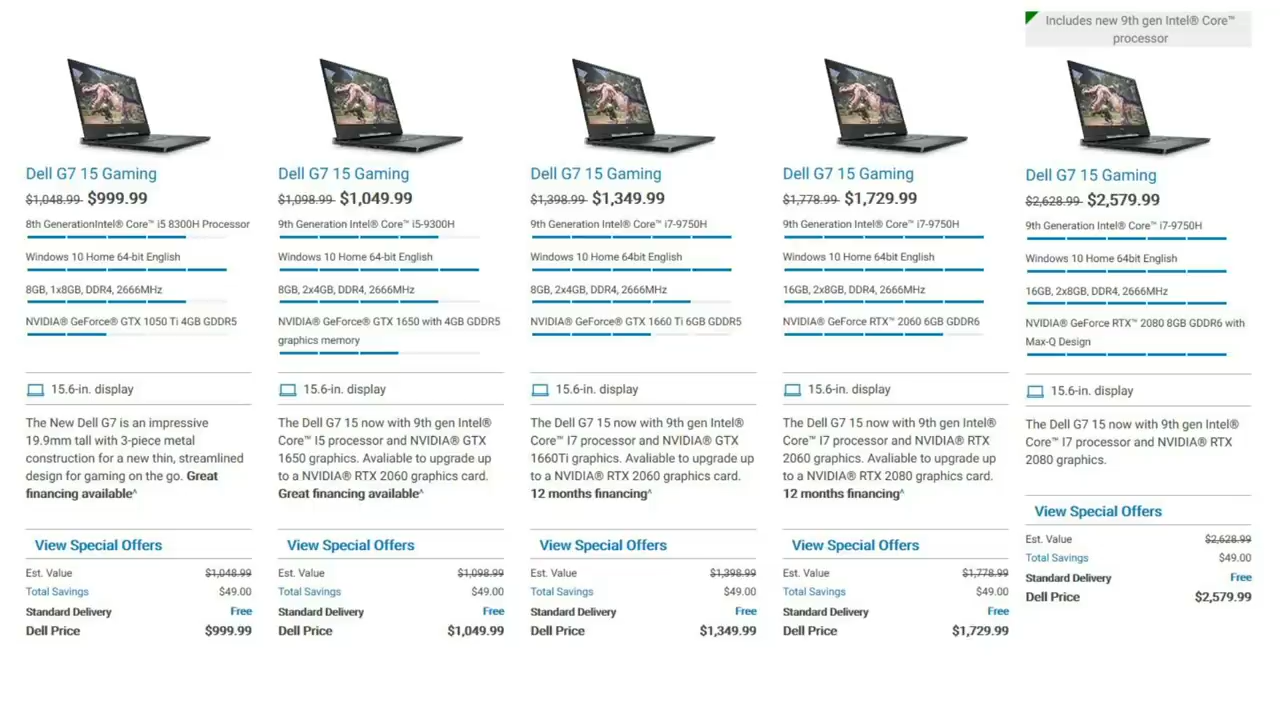 Dell G7 15 Gaming
$1,048.99 $999.99
8th GenerationIntel® Core™ i5 8300H Processor
Windows 10 Home 64-bit English
8GB, 1x8GB, DDR4, 2666MHz
NVIDIA® GeForce® GTX 1050 Ti 4GB GDDR5
15.6-in. display
The New Dell G7 is an impressive
19.9mm tall with 3-piece metal
construction for a new thin, streamlined
design for gaming on the go. Great
financing available^
View Special Offers
Est. Value $1,048.99
Total Savings $49.00
Standard Delivery Free
Dell Price $999.99
Dell G7 15 Gaming
$1,098.99 $1,049.99
9th Generation Intel® Core™ i5-9300H
Windows 10 Home 64-bit English
8GB, 2x4GB, DDR4, 2666MHz
NVIDIA® GeForce® GTX 1650 with 4GB GDDR5
graphics memory
15.6-in. display
The Dell G7 15 now with 9th gen Intel®
Core™ I5 processor and NVIDIA® GTX
1650 graphics. Avaliable to upgrade up
to a NVIDIA® RTX 2060 graphics card.
Great financing available^
View Special Offers
Est. Value $1,098.99
Total Savings $49.00
Standard Delivery Free
Dell Price $1,049.99
Dell G7 15 Gaming
$1,398.99 $1,349.99
9th Generation Intel® Core™ i7-9750H
Windows 10 Home 64bit English
8GB, 2x4GB, DDR4, 2666MHz
NVIDIA® GeForce® GTX 1660 Ti 6GB GDDR5
15.6-in. display
The Dell G7 15 now with 9th gen Intel®
Core™ I7 processor and NVIDIA® GTX
1660Ti graphics. Avaliable to upgrade up
to a NVIDIA® RTX 2060 graphics card.
12 months financing^
View Special Offers
Est. Value $1,398.99
Total Savings $49.00
Standard Delivery Free
Dell Price $1,349.99
Dell G7 15 Gaming
$1,778.99 $1,729.99
9th Generation Intel® Core™ i7-9750H
Windows 10 Home 64bit English
16GB, 2x8GB, DDR4, 2666MHz
NVIDIA® GeForce RTX™ 2060 6GB GDDR6
15.6-in. display
The Dell G7 15 now with 9th gen Intel®
Core™ I7 processor and NVIDIA® RTX
2060 graphics. Avaliable to upgrade up
to a NVIDIA® RTX 2080 graphics card.
12 months financing^
View Special Offers
Est. Value $1,778.99
Total Savings $49.00
Standard Delivery Free
Dell Price $1,729.99
Includes new 9th gen Intel® Core™
processor
Dell G7 15 Gaming
$2,628.99 $2,579.99
9th Generation Intel® Core™ i7-9750H
Windows 10 Home 64bit English
16GB, 2x8GB, DDR4, 2666MHz
NVIDIA® GeForce RTX™ 2080 8GB GDDR6 with
Max-Q Design
15.6-in. display
The Dell G7 15 now with 9th gen Intel®
Core™ I7 processor and NVIDIA® RTX
2080 graphics.
View Special Offers
Est. Value $2,628.99
Total Savings $49.00
Standard Delivery Free
Dell Price $2,579.99